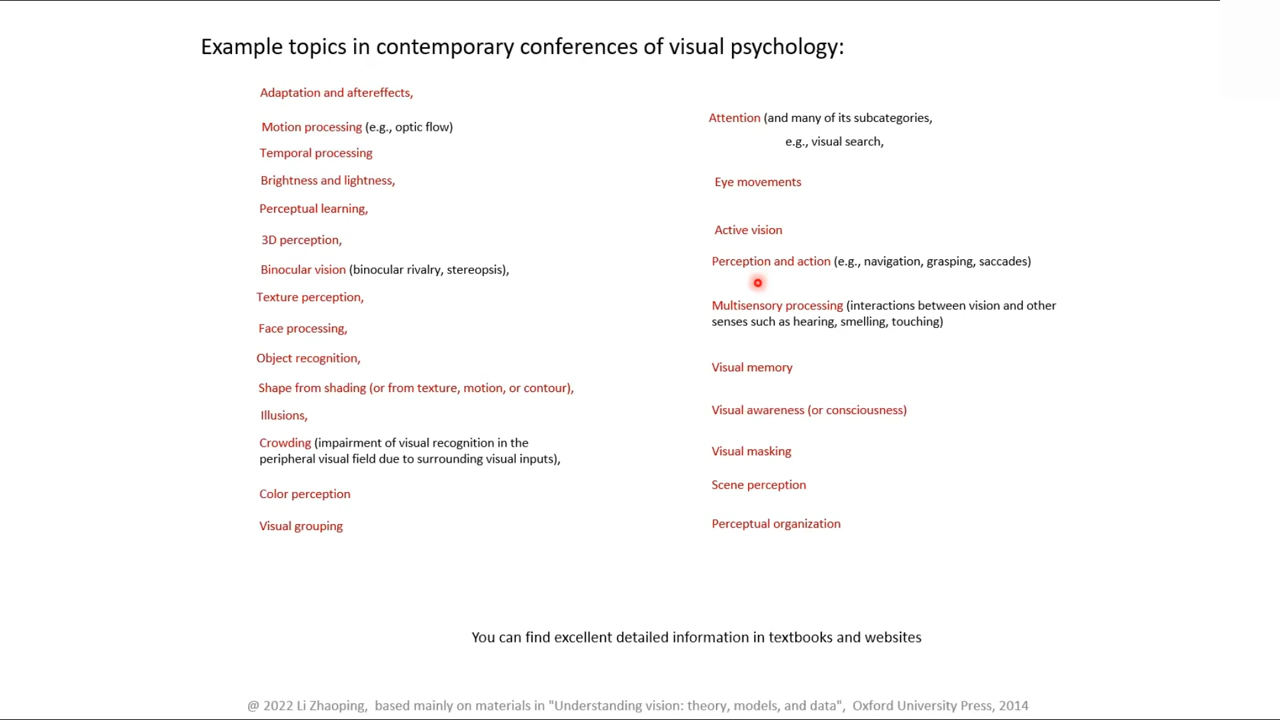 Example topics in contemporary conferences of visual psychology:
Adaptation and aftereffects,
Motion processing (e.g., optic flow)
Temporal processing
Brightness and lightness,
Perceptual learning,
3D perception,
Binocular vision (binocular rivalry, stereopsis),
Texture perception,
Face processing,
Object recognition,
Shape from shading (or from texture, motion, or contour),
Illusions,
Crowding (impairment of visual recognition in the
peripheral visual field due to surrounding visual inputs),
Color perception
Visual grouping
Attention (and many of its subcategories,
e.g., visual search,
Eye movements
Active vision
Perception and action (e.g., navigation, grasping, saccades)
Multisensory processing (interactions between vision and other
senses such as hearing, smelling, touching)
Visual memory
Visual awareness (or consciousness)
Visual masking
Scene perception
Perceptual organization
You can find excellent detailed information in textbooks and websites
@ 2022 Li Zhaoping, based mainly on materials in "Understanding vision: theory, models, and data", Oxford University Press, 2014